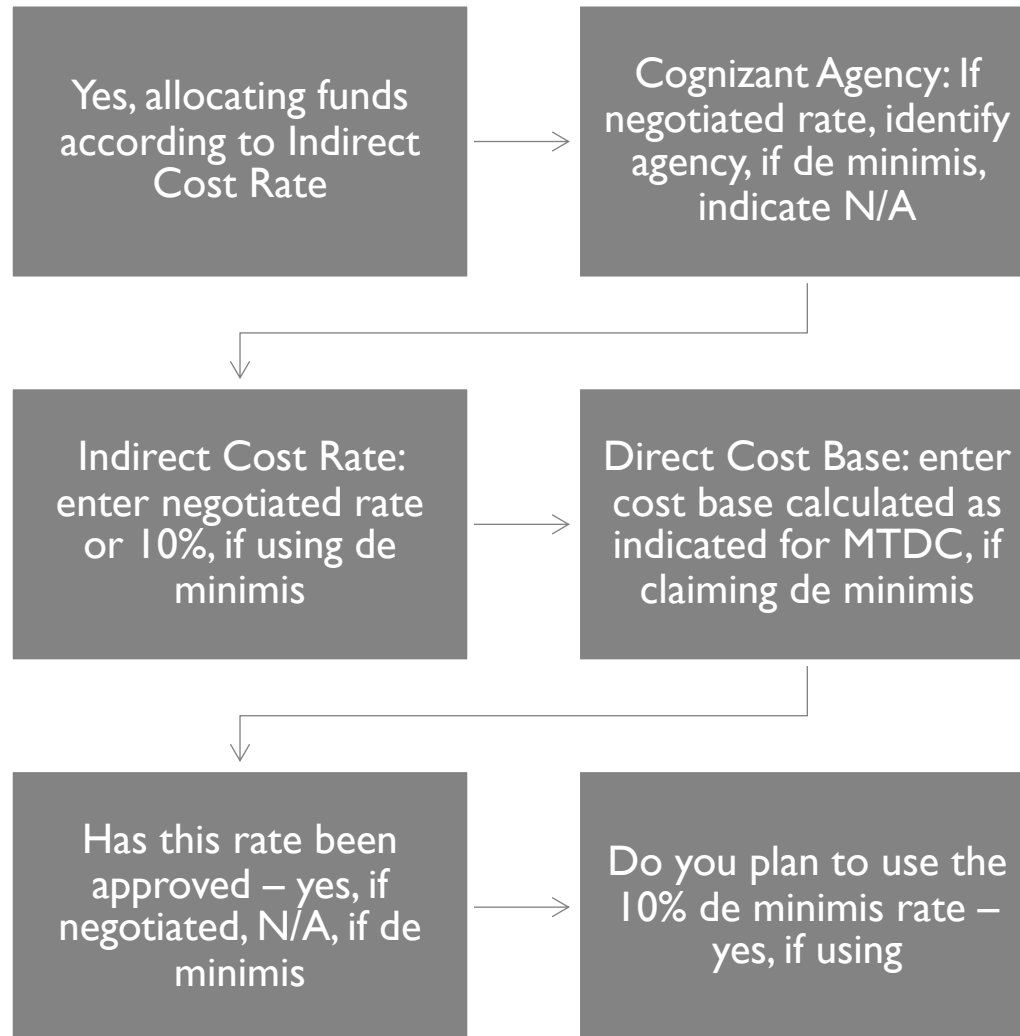 Yes, allocating funds
according to Indirect
Cost Rate
Cognizant Agency: If
negotiated rate, identify
agency, if de minimis,
indicate N/A
Indirect Cost Rate:
enter negotiated rate
or 10%, if using de
minimis
Direct Cost Base: enter
cost base calculated as
indicated for MTDC, if
claiming de minimis
Has this rate been
approved – yes, if
negotiated, N/A, if de
minimis
Do you plan to use the
10% de minimis rate –
yes, if using